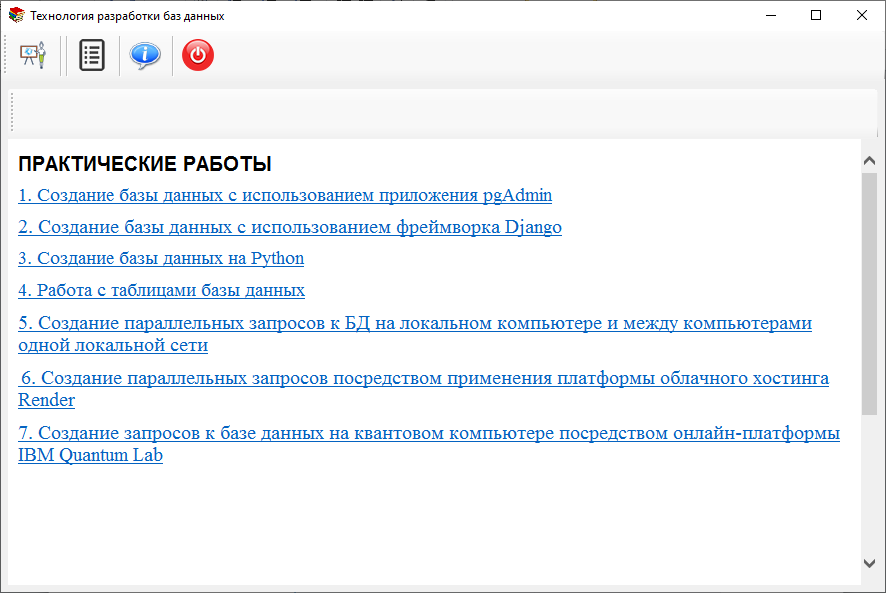 Технология разработки баз данных
ПРАКТИЧЕСКИЕ РАБОТЫ
1. Создание базы данных с использованием приложения pgAdmin
2. Создание базы данных с использованием фреймворка Django
3. Создание базы данных на Python
4. Работа с таблицами базы данных
5. Создание параллельных запросов к БД на локальном компьютере и между компьютерами
одной локальной сети
6. Создание параллельных запросов посредством применения платформы облачного хостинга
Render
7. Создание запросов к базе данных на квантовом компьютере посредством онлайн-платформы
IBM Quantum Lab